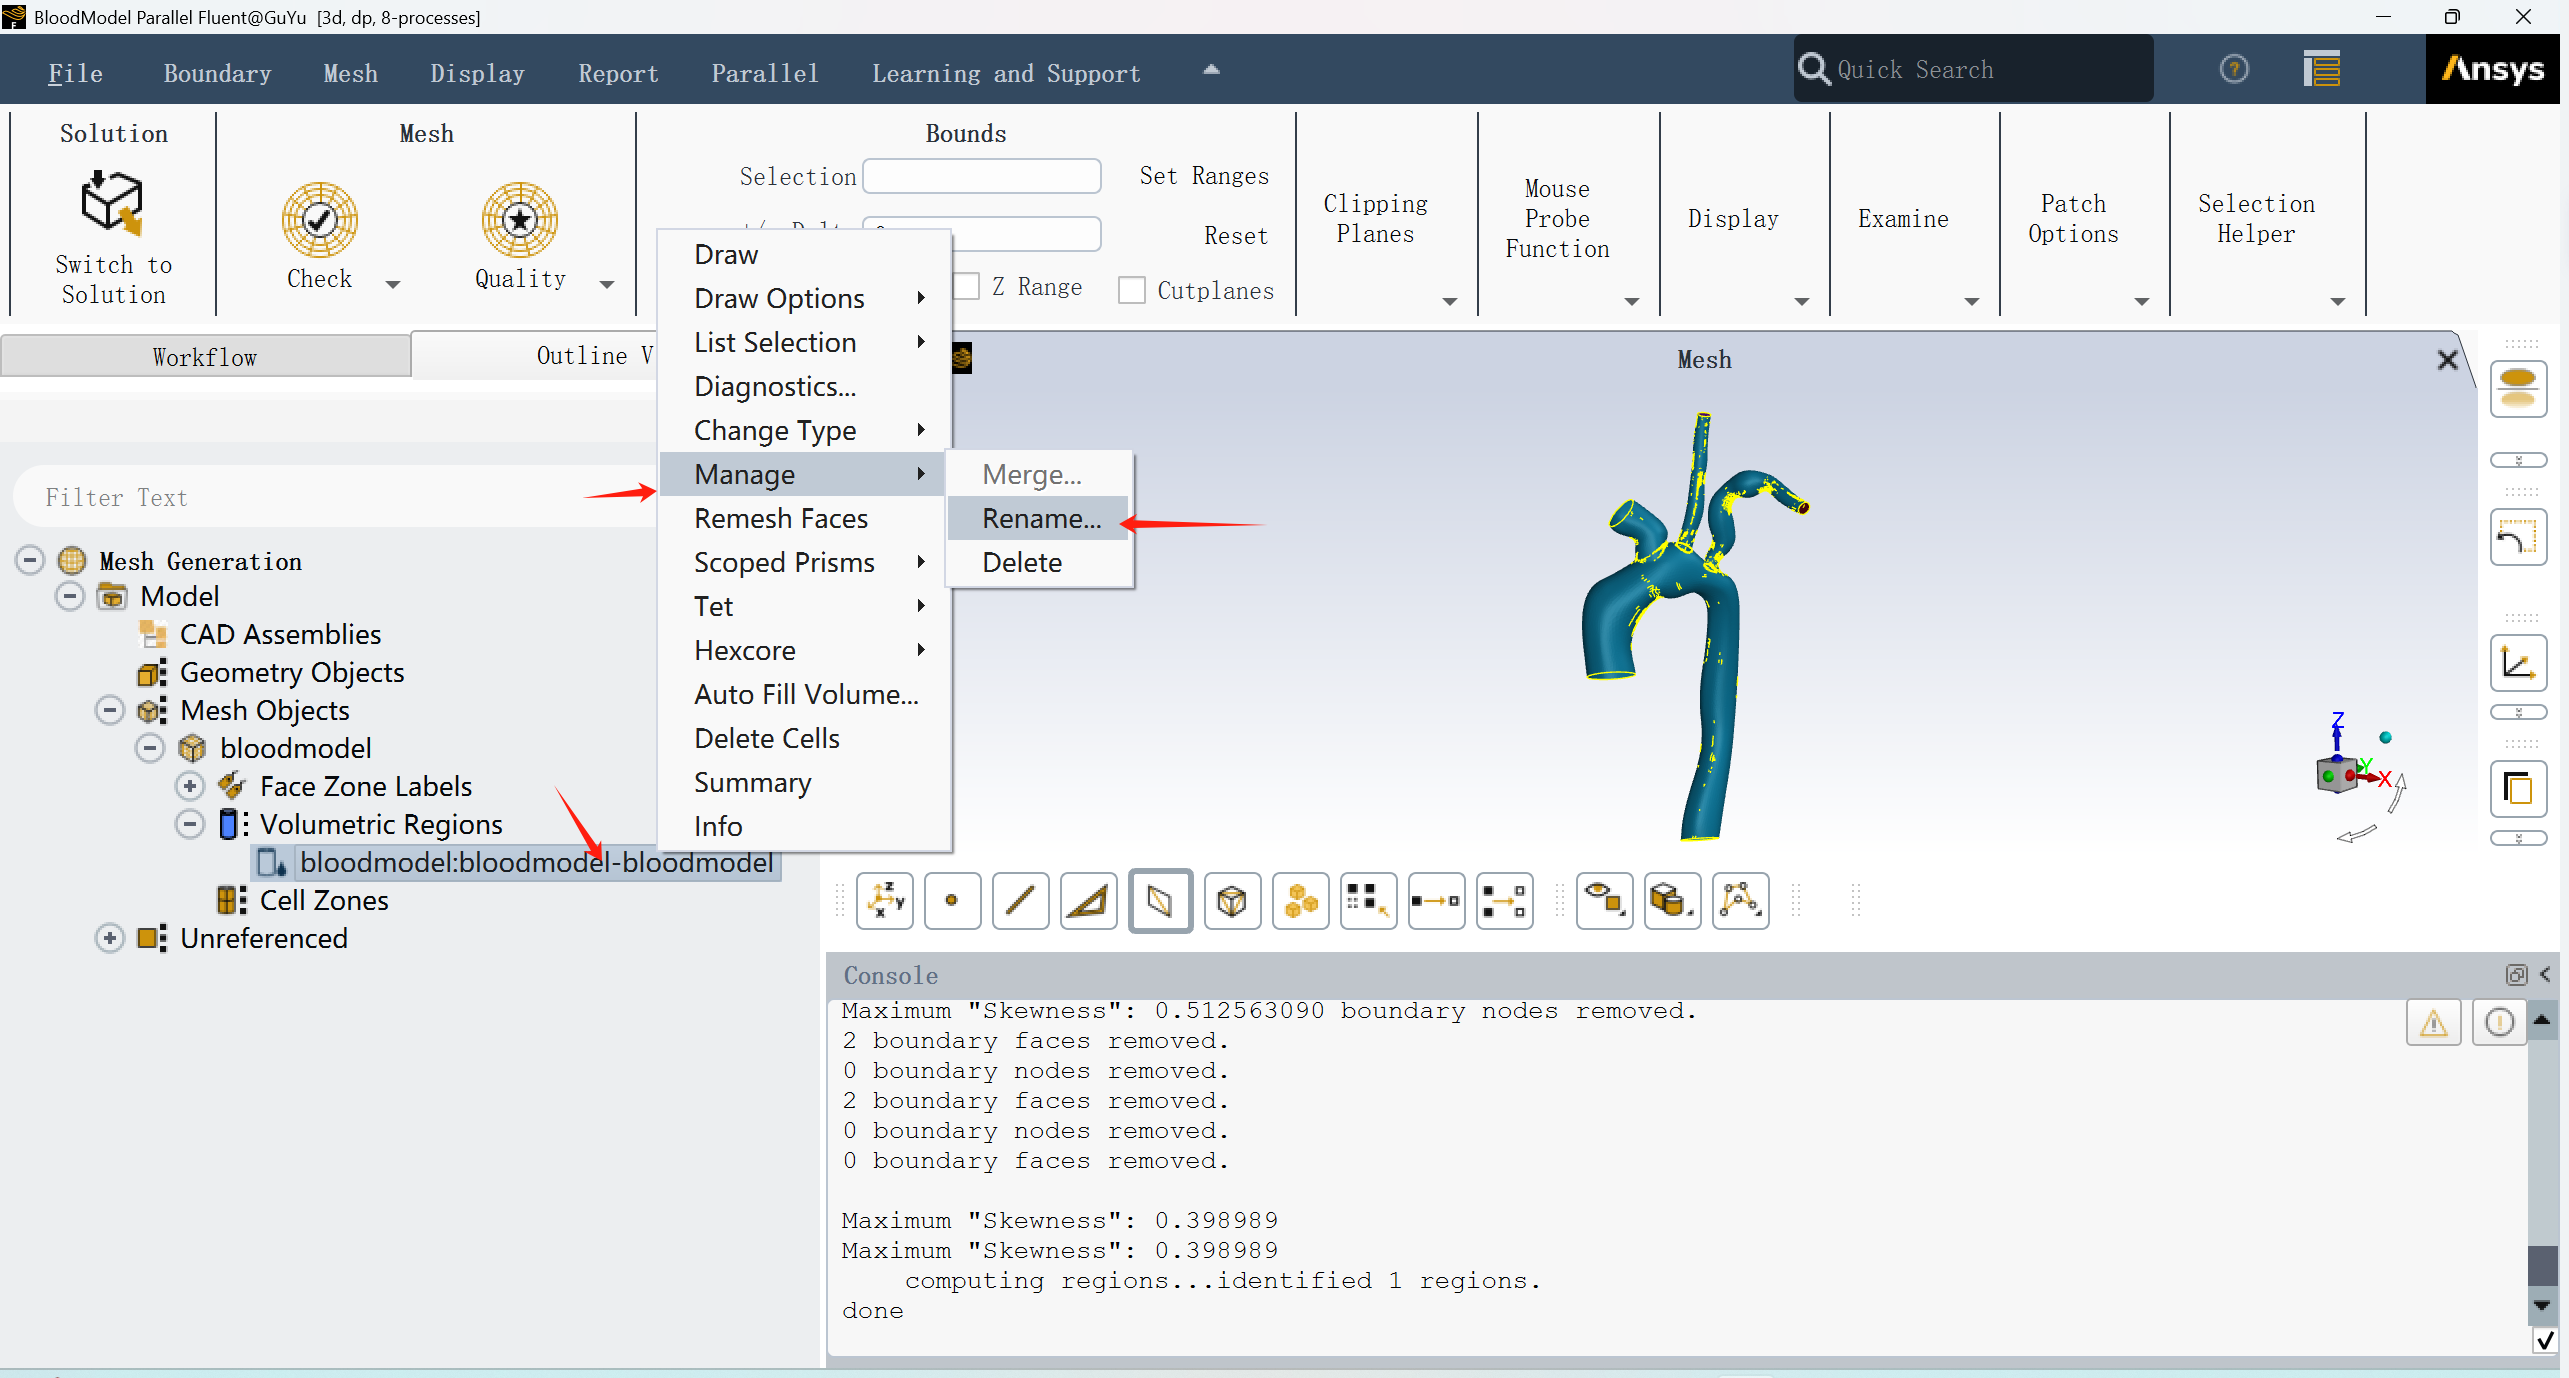 BloodModel Parallel Fluent@GuYu [3d, dp, 8-processes]
File Boundary Mesh Display Report Parallel Learning and Support
Quick Search
Ansys
Solution
Switch to
Solution
Mesh
Check
Quality
Bounds
Selection
Set Ranges
Reset
Z Range
Cutplanes
Clipping
Planes
Mouse
Probe
Function
Display
Examine
Patch
Options
Selection
Helper
Workflow
Outline V
Filter Text
Mesh Generation
Model
CAD Assemblies
Geometry Objects
Mesh Objects
bloodmodel
Face Zone Labels
Volumetric Regions
bloodmodel:bloodmodel-bloodmodel
Cell Zones
Unreferenced
Draw
Draw Options
List Selection
Diagnostics...
Change Type
Manage
Remesh Faces
Scoped Prisms
Tet
Hexcore
Auto Fill Volume...
Delete Cells
Summary
Info
Merge...
Rename...
Delete
Mesh
Z
Y
X
z
y
x
Console
Maximum "Skewness": 0.512563090 boundary nodes removed.
2 boundary faces removed.
0 boundary nodes removed.
2 boundary faces removed.
0 boundary nodes removed.
0 boundary faces removed.
Maximum "Skewness": 0.398989
Maximum "Skewness": 0.398989
computing regions...identified 1 regions.
done